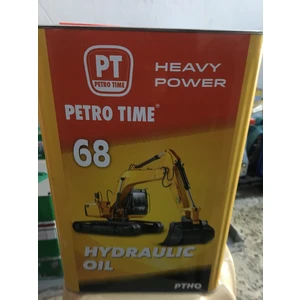 PT
PETRO TIME
HEAVY
POWER
PETRO TIME®
68
HYDRAULIC
OIL
PTHO